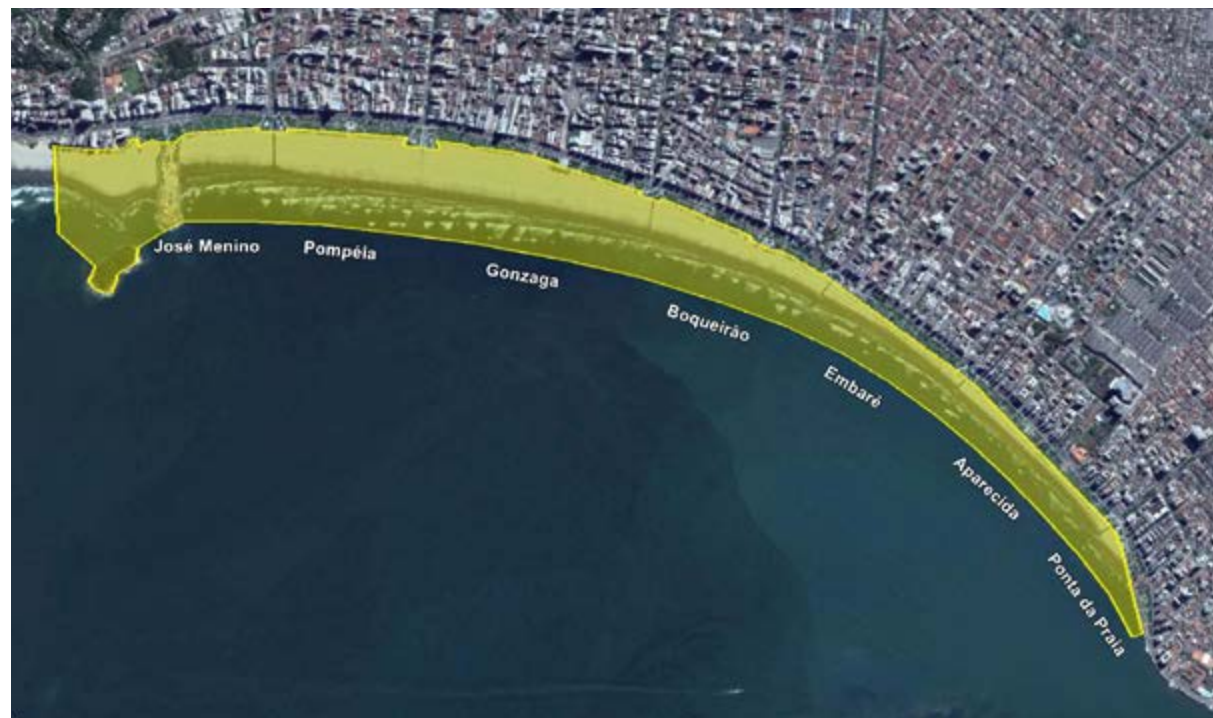 José Menino
Pompéia
Gonzaga
Boqueirão
Embaré
Aparecida
Ponta da Praia